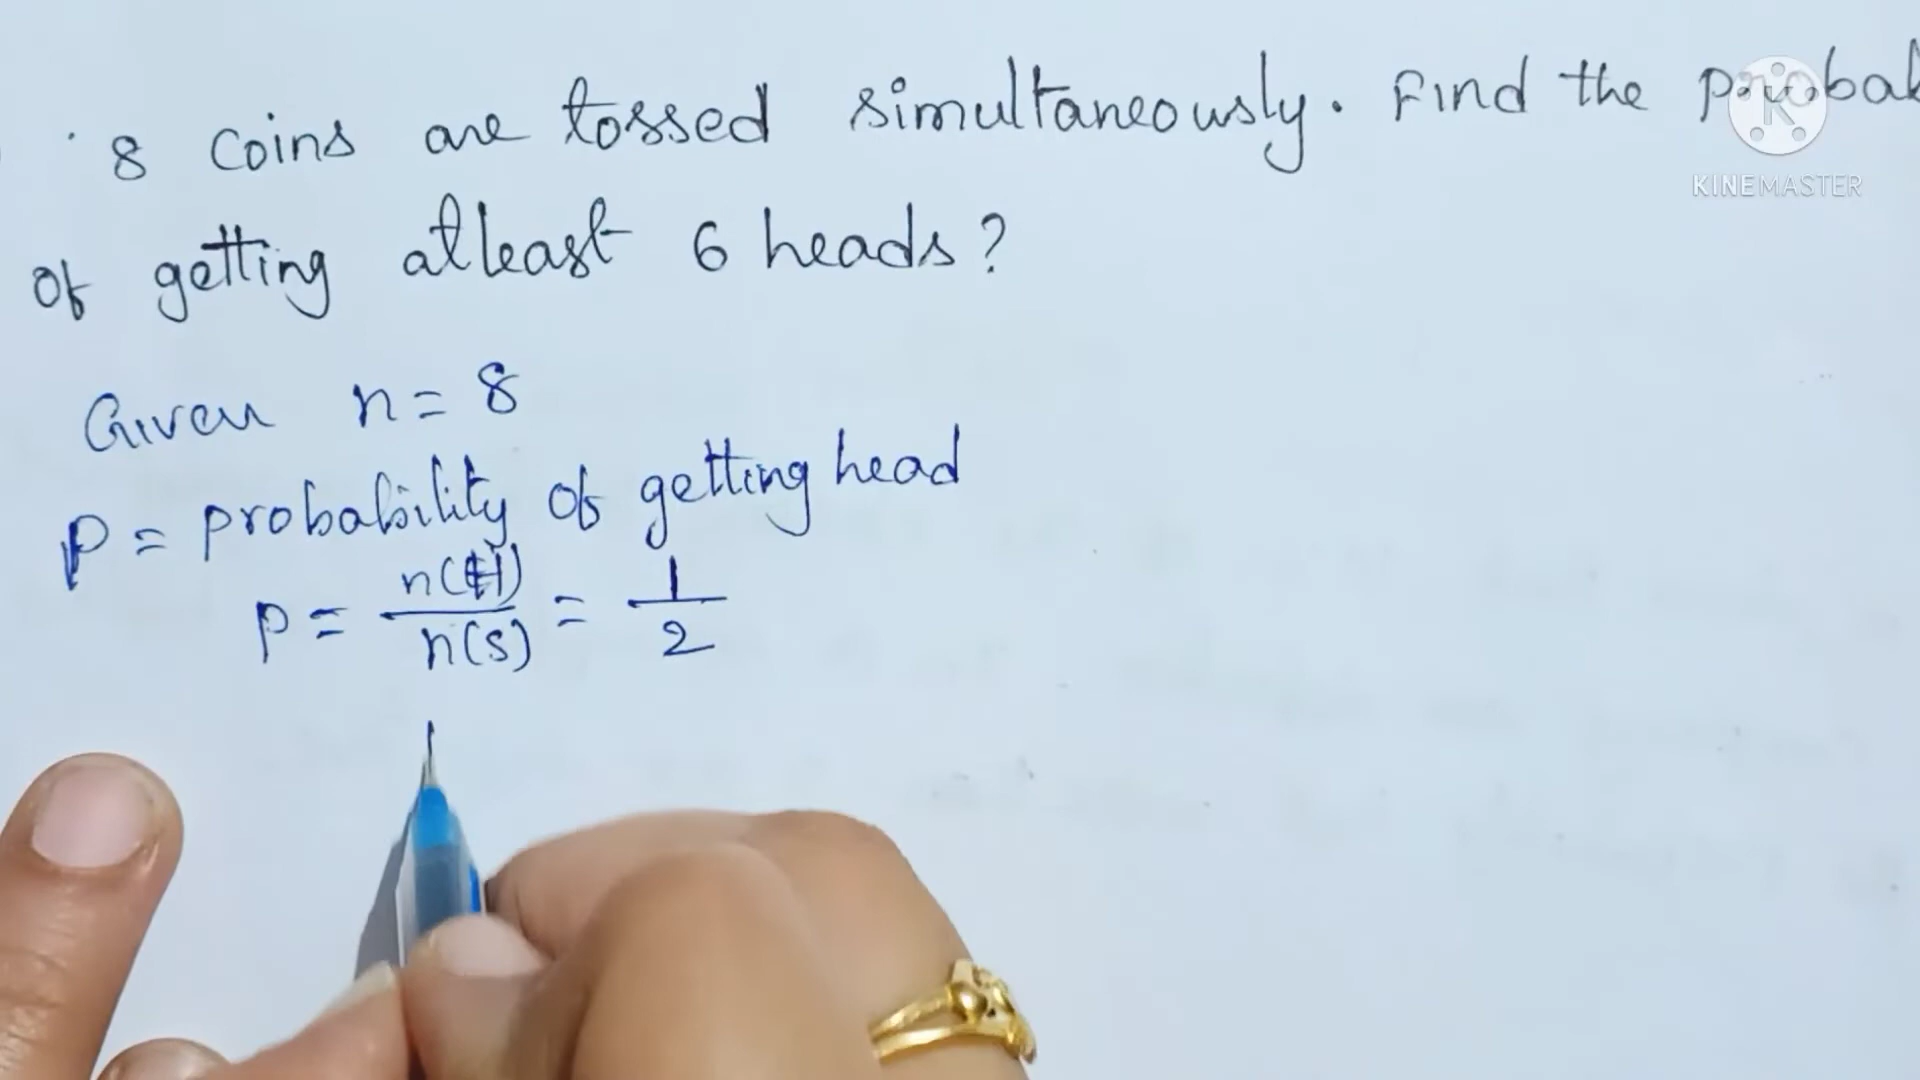 8 coins are tossed simultaneously. Find the probab
of getting atleast 6 heads?
Given n = 8
P = probability of getting head
P = n(H)/n(S) = 1/2
KINEMASTER